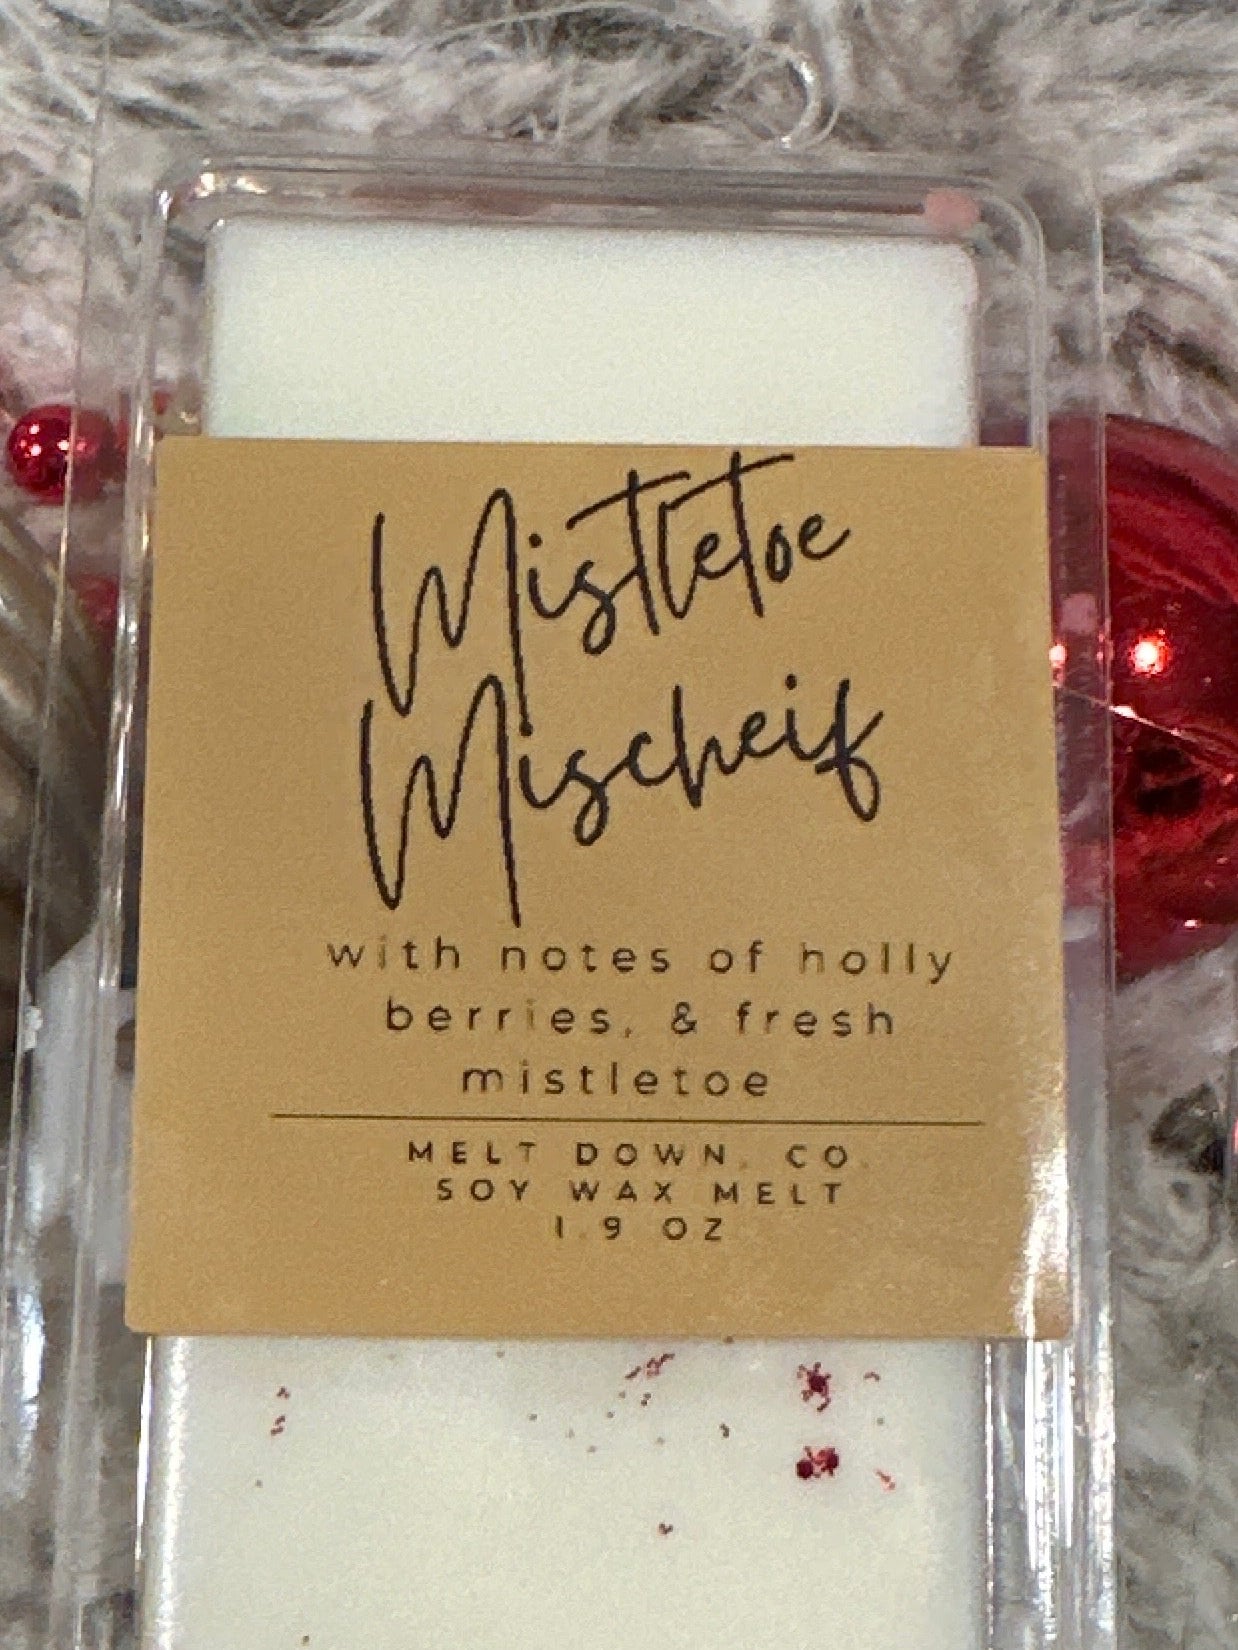 Mistletoe
Mischeif
with notes of holly
berries, & fresh
mistletoe
MELT DOWN. CO.
SOY WAX MELT
1.9 OZ